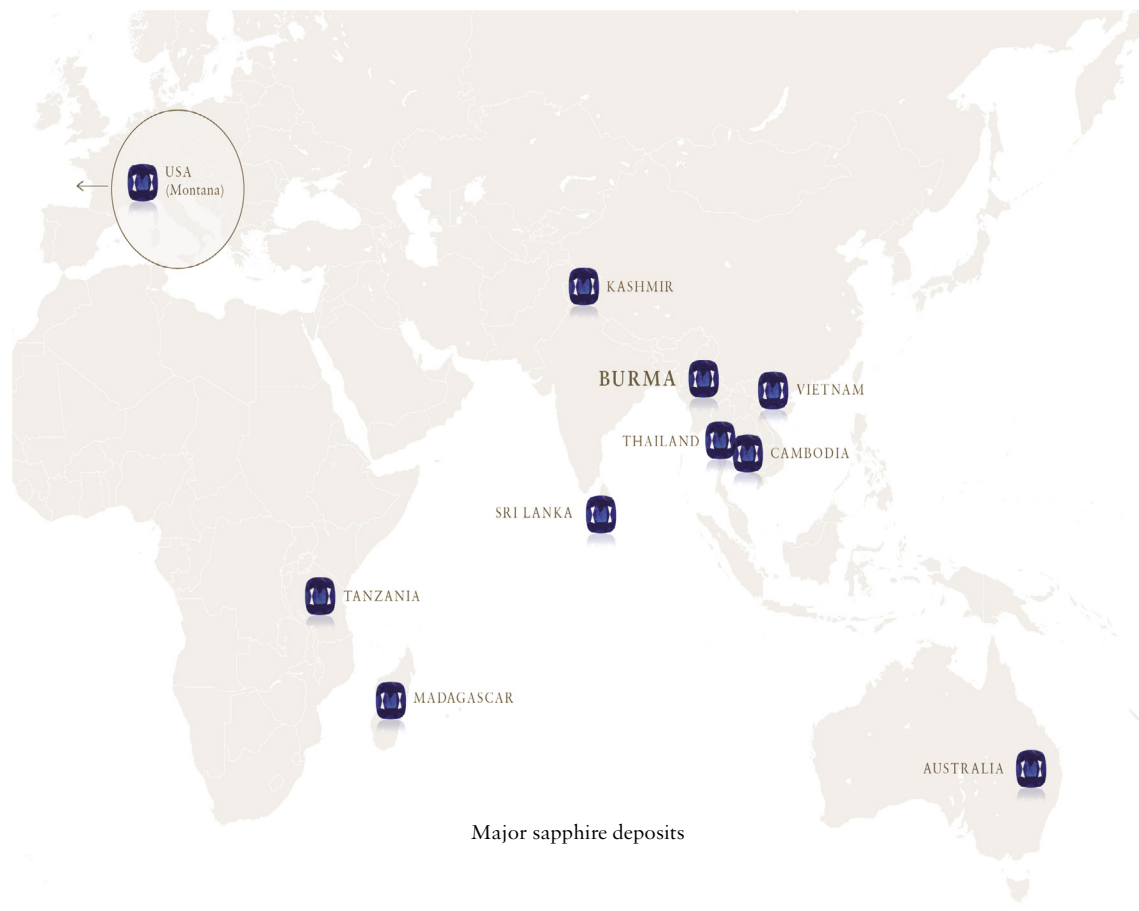 USA
(Montana)
KASHMIR
BURMA
VIETNAM
THAILAND
CAMBODIA
SRI LANKA
TANZANIA
MADAGASCAR
AUSTRALIA
Major sapphire deposits